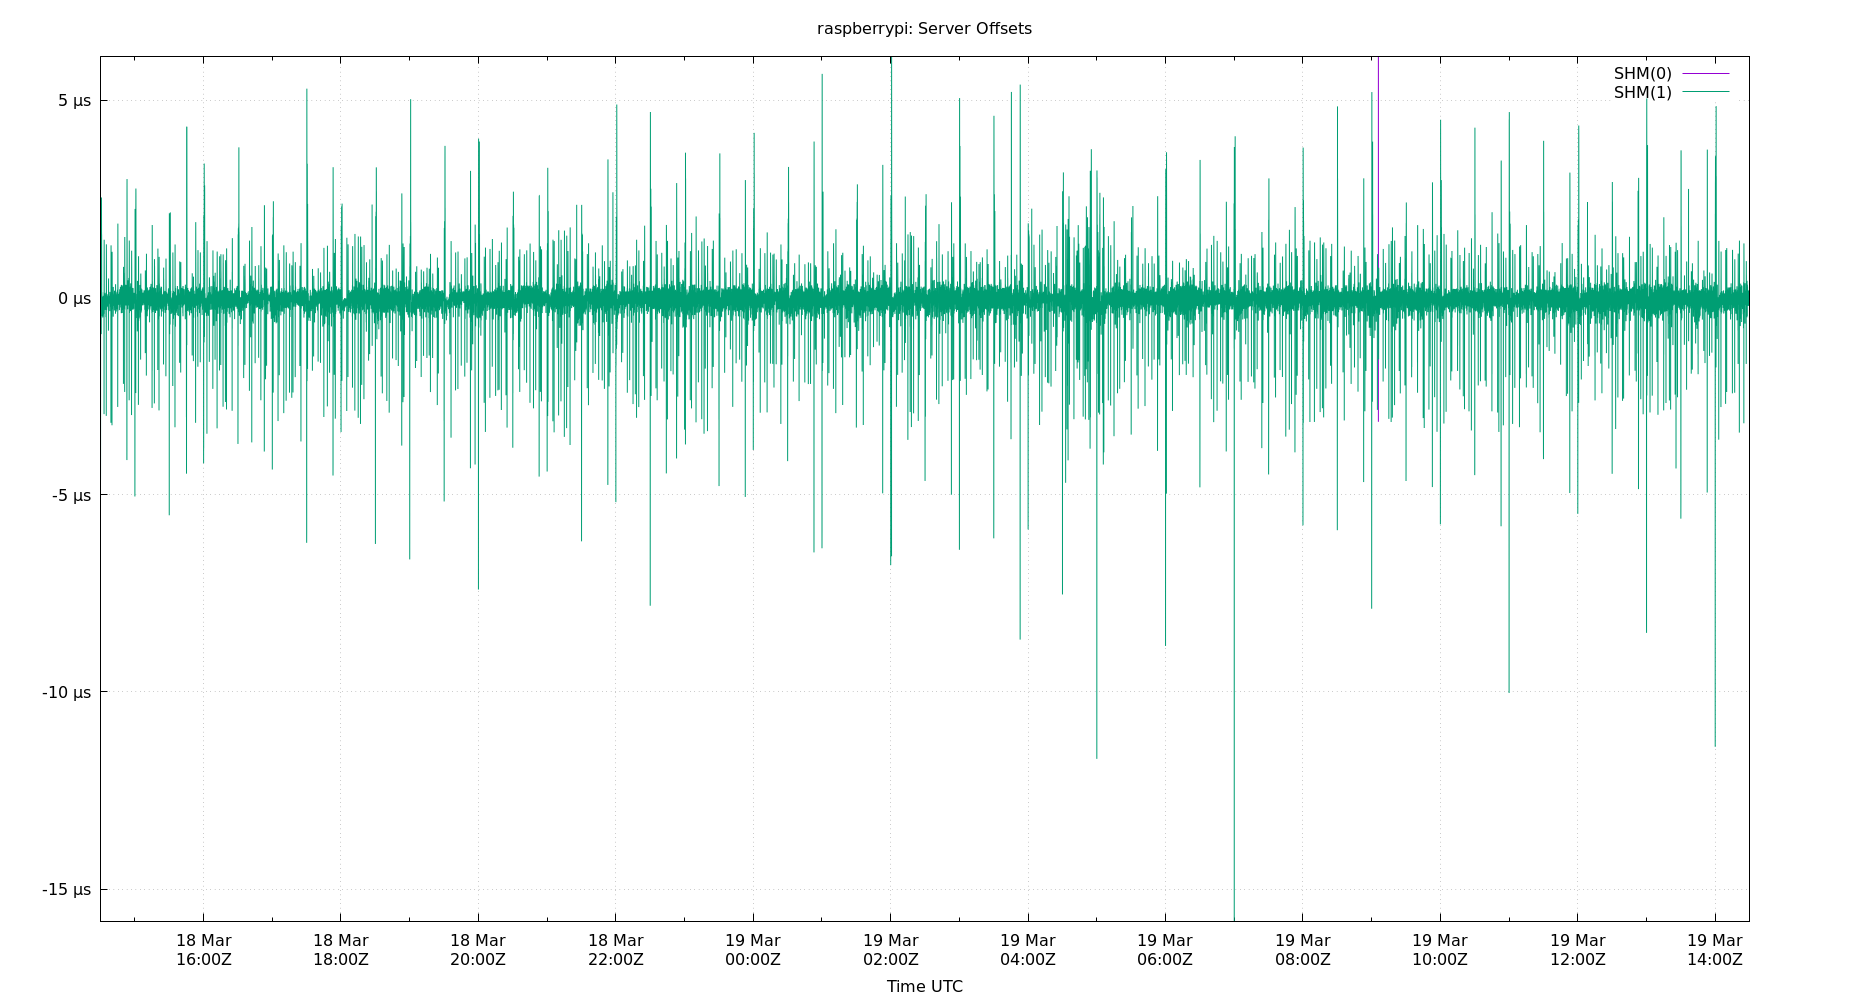 raspberrypi: Server Offsets
SHM(0)
SHM(1)
5 µs
0 µs
-5 µs
-10 µs
-15 µs
18 Mar 18 Mar 18 Mar 18 Mar 19 Mar 19 Mar 19 Mar 19 Mar 19 Mar 19 Mar 19 Mar 19 Mar
16:00Z 18:00Z 20:00Z 22:00Z 00:00Z 02:00Z 04:00Z 06:00Z 08:00Z 10:00Z 12:00Z 14:00Z
Time UTC